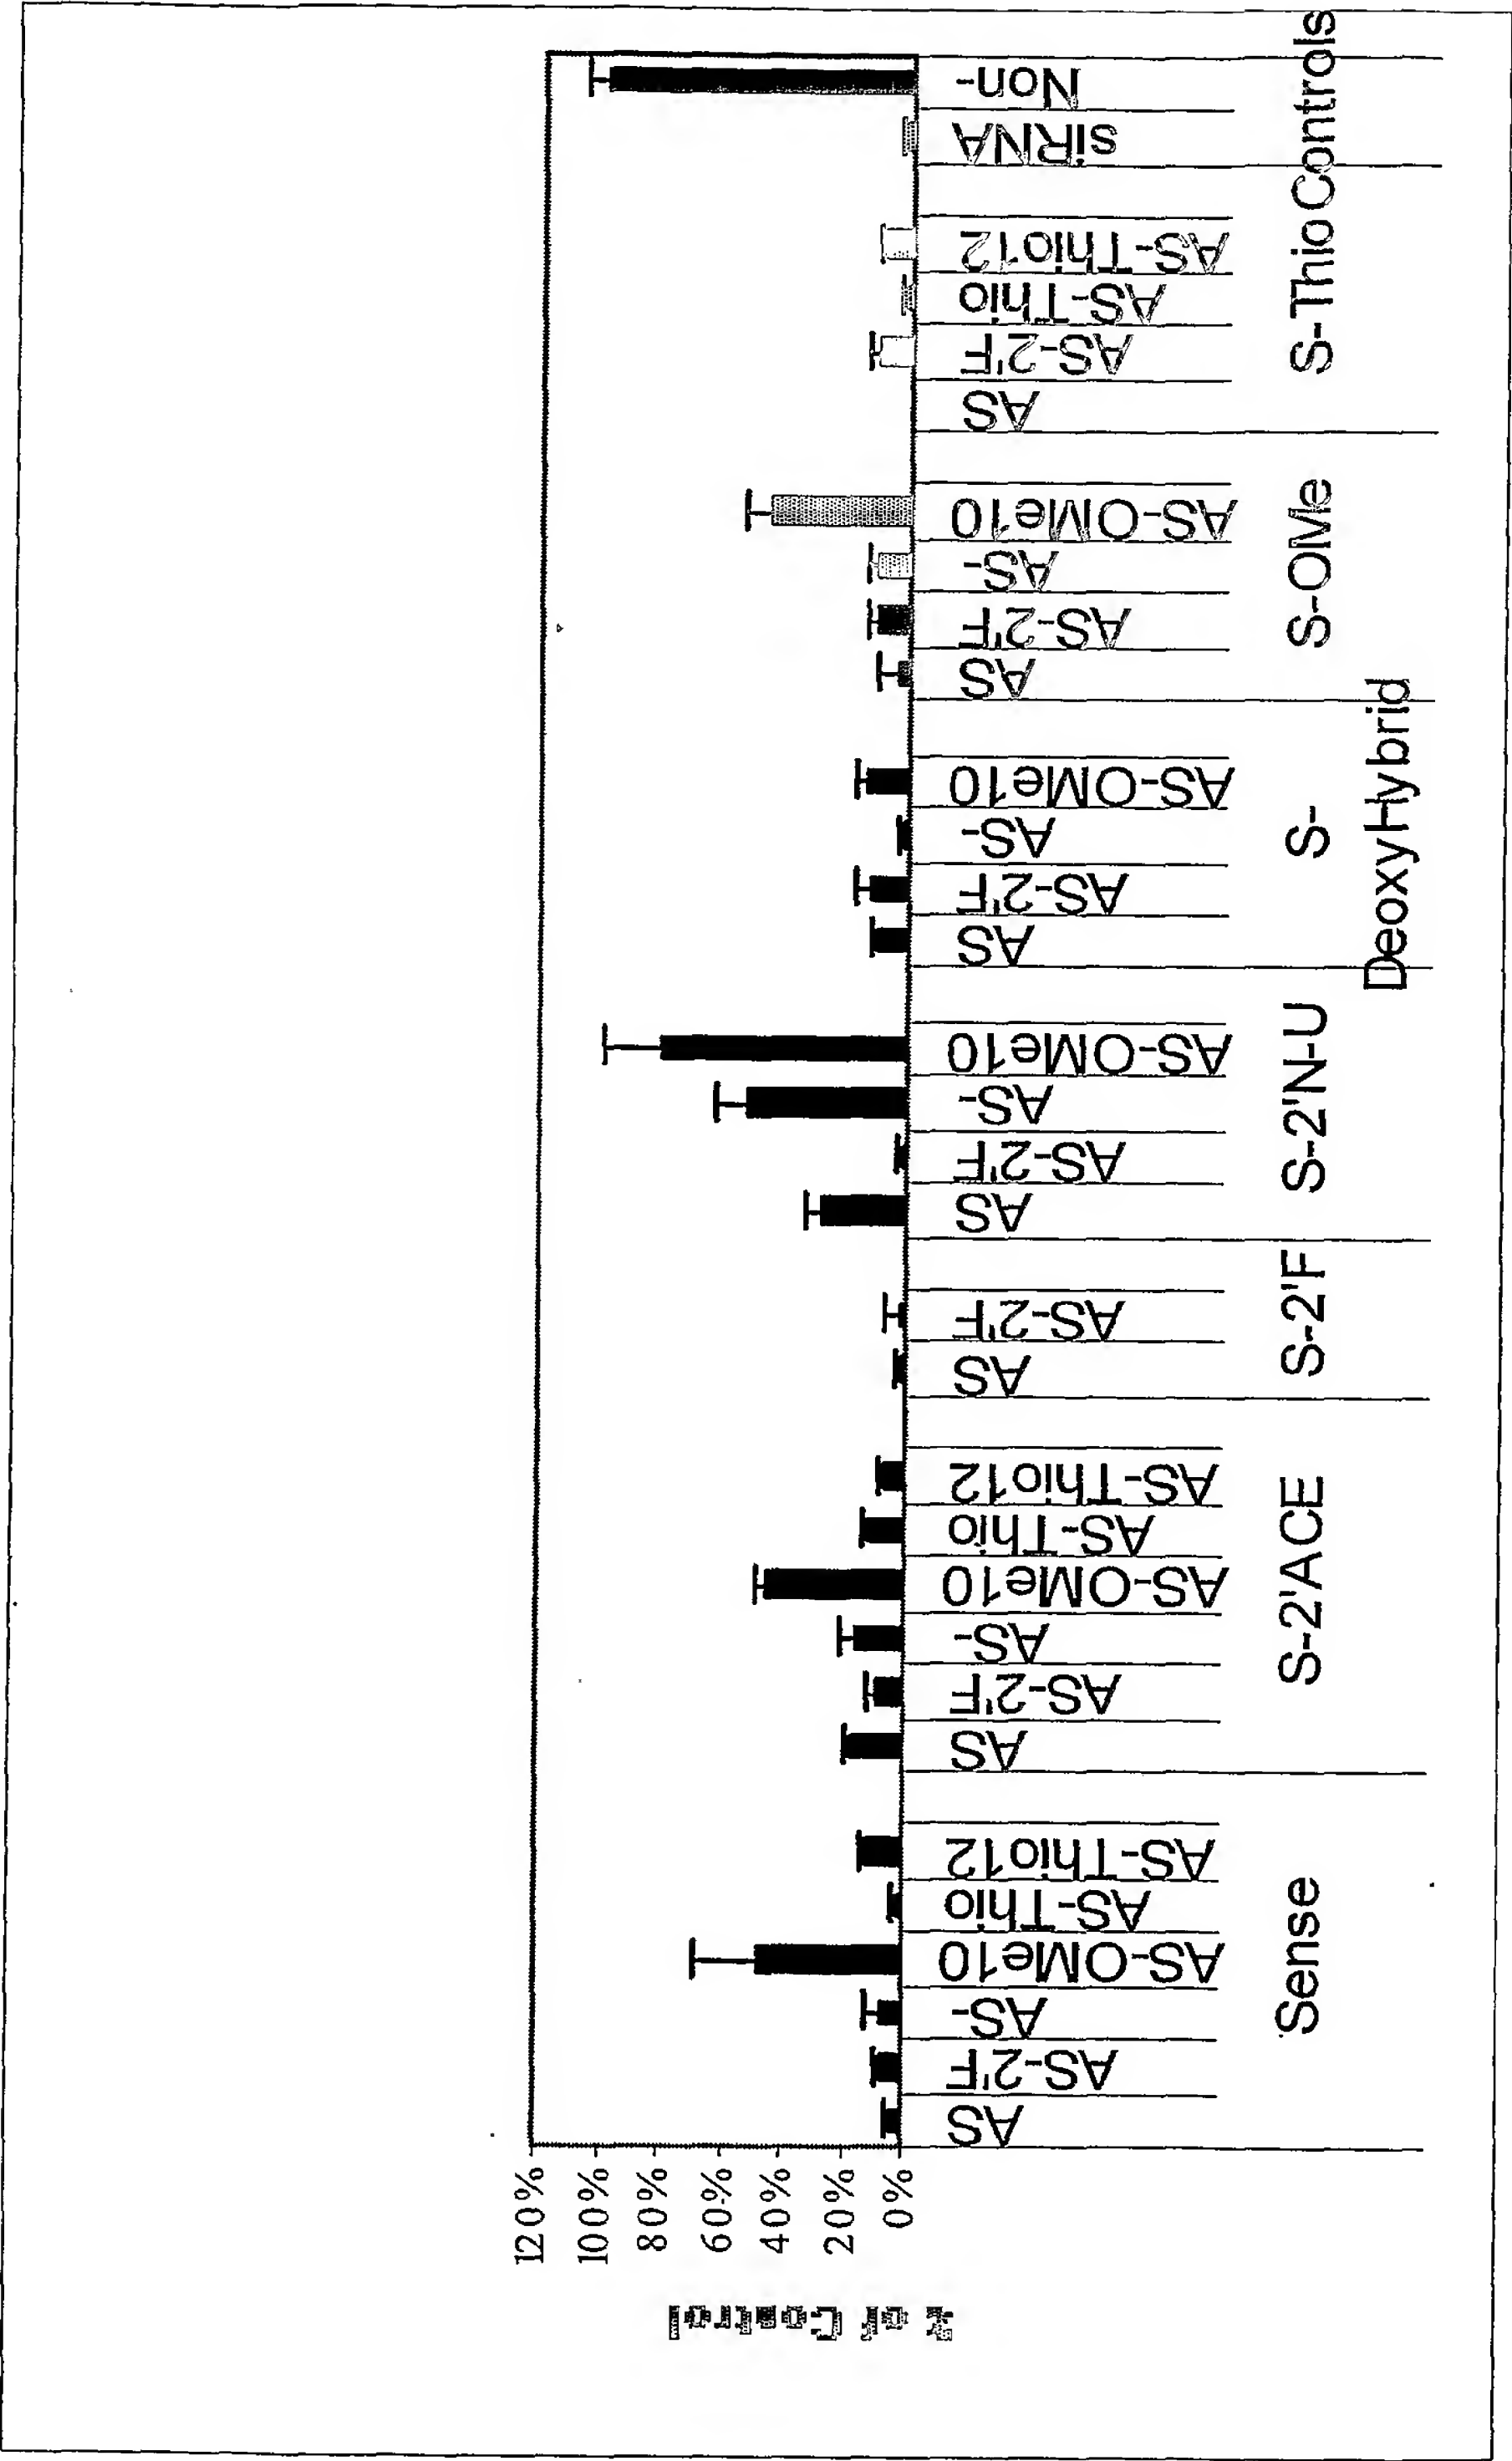 % of Control
120%
100%
80%
60%
40%
20%
0%
AS
AS-2'F
AS-
AS-OMe10
AS-Thio
AS-Thio12
AS
AS-2'F
AS-
AS-OMe10
AS-Thio
AS-Thio12
AS
AS-2'F
AS
AS-2'F
AS-
AS-OMe10
AS
AS-2'F
AS-
AS-OMe10
AS
AS-2'F
AS-
AS-OMe10
AS
AS-2'F
AS-Thio
AS-Thio12
siRNA
Non-
Sense
S-2'ACE
S-2'F
S-2'N-U
S-
DeoxyHybrid
S-OMe
S-Thio
Controls